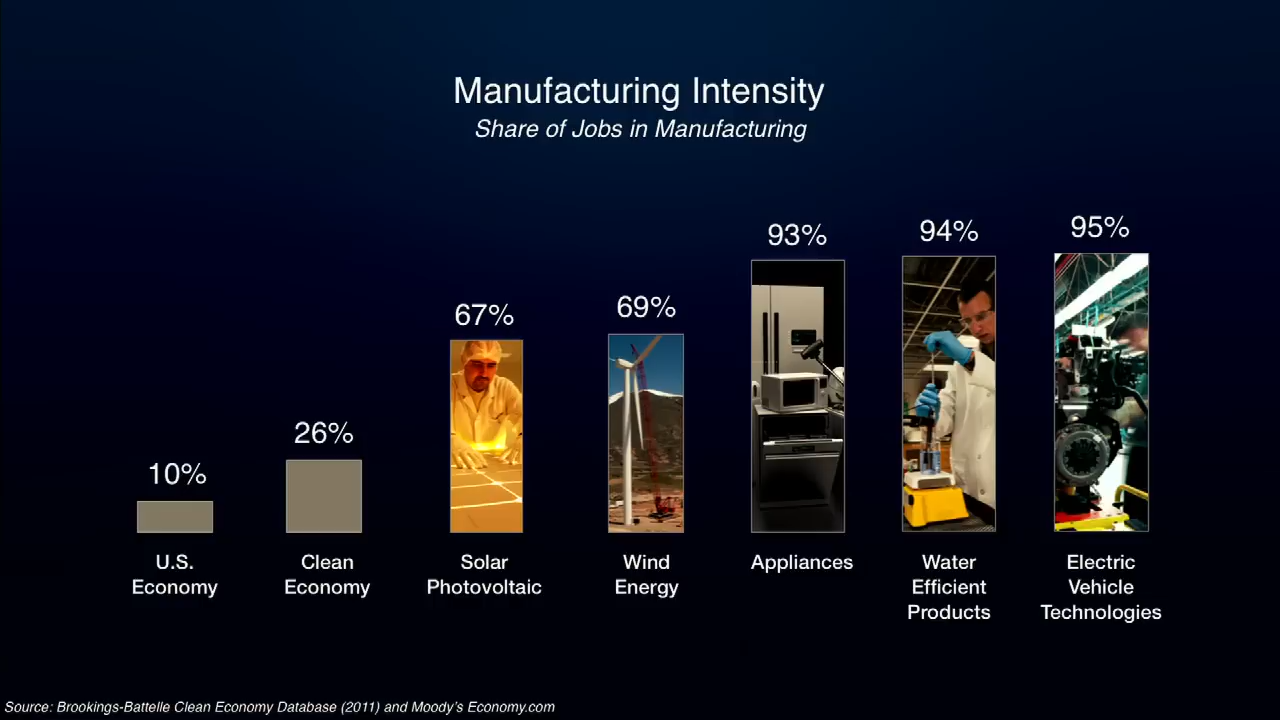 Manufacturing Intensity
Share of Jobs in Manufacturing
10%
26%
67%
69%
93%
94%
95%
U.S.
Economy
Clean
Economy
Solar
Photovoltaic
Wind
Energy
Appliances
Water
Efficient
Products
Electric
Vehicle
Technologies
Source: Brookings-Battelle Clean Economy Database (2011) and Moody's Economy.com